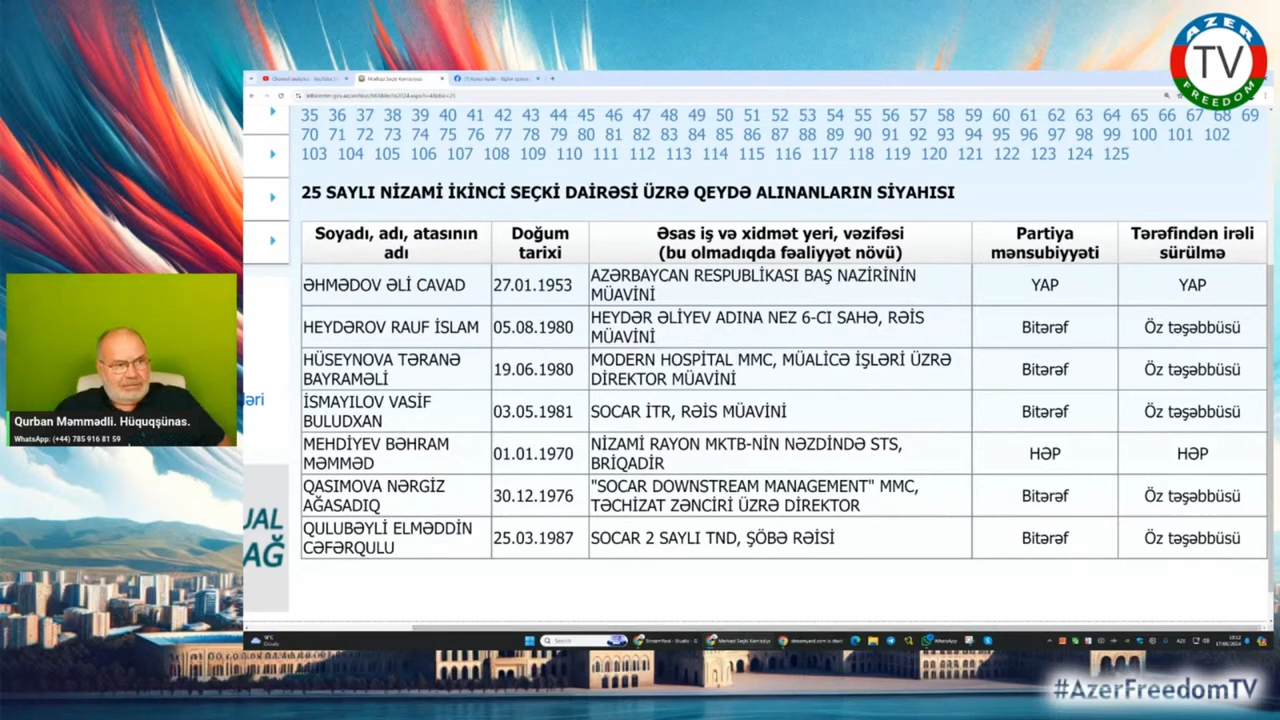 AZER
TV
FREEDOM
35 36 37 38 39 40 41 42 43 44 45 46 47 48 49 50 51 52 53 54 55 56 57 58 59 60 61 62 63 64 65 66 67 68 69
70 71 72 73 74 75 76 77 78 79 80 81 82 83 84 85 86 87 88 89 90 91 92 93 94 95 96 97 98 99 100 101 102
103 104 105 106 107 108 109 110 111 112 113 114 115 116 117 118 119 120 121 122 123 124 125
25 SAYLI NİZAMİ İKİNCİ SEÇKİ DAİRƏSİ ÜZRƏ QEYDƏ ALINANLARIN SİYAHISI
Soyadı, adı, atasının
adı
Doğum
tarixi
Əsas iş və xidmət yeri, vəzifəsi
(bu olmadıqda fəaliyyət növü)
Partiya
mənsubiyyəti
Tərəfindən irəli
sürülmə
ƏHMƏDOV ƏLİ CAVAD
27.01.1953
AZƏRBAYCAN RESPUBLİKASI BAŞ NAZİRİNİN
MÜAVİNİ
YAP
YAP
HEYDƏROV RAUF İSLAM
05.08.1980
HEYDƏR ƏLİYEV ADINA NEZ 6-CI SAHƏ, RƏİS
MÜAVİNİ
Bitərəf
Öz təşəbbüsü
HÜSEYNOVA TƏRANƏ
BAYRAMƏLİ
19.06.1980
MODERN HOSPİTAL MMC, MÜALİCƏ İŞLƏRİ ÜZRƏ
DİREKTOR MÜAVİNİ
Bitərəf
Öz təşəbbüsü
İSMAYILOV VASİF
BULUDXAN
03.05.1981
SOCAR İTR, RƏİS MÜAVİNİ
Bitərəf
Öz təşəbbüsü
MEHDİYEV BƏHRAM
MƏMMƏD
01.01.1970
NİZAMİ RAYON MKTB-NİN NƏZDİNDƏ STS,
BRİQADİR
HƏP
HƏP
QASIMOVA NƏRGİZ
AĞASADIQ
30.12.1976
"SOCAR DOWNSTREAM MANAGEMENT" MMC,
TƏCHİZAT ZƏNCİRİ ÜZRƏ DİREKTOR
Bitərəf
Öz təşəbbüsü
QULUBƏYLİ ELMƏDDİN
CƏFƏRQULU
25.03.1987
SOCAR 2 SAYLI TND, ŞÖBƏ RƏİSİ
Bitərəf
Öz təşəbbüsü
Qurban Məmmədli. Hüquqşünas.
WhatsApp: (+44) 785 916 81 59
ləri
UAL
AĞ
Search
WhatsApp
#AzerFreedomTV